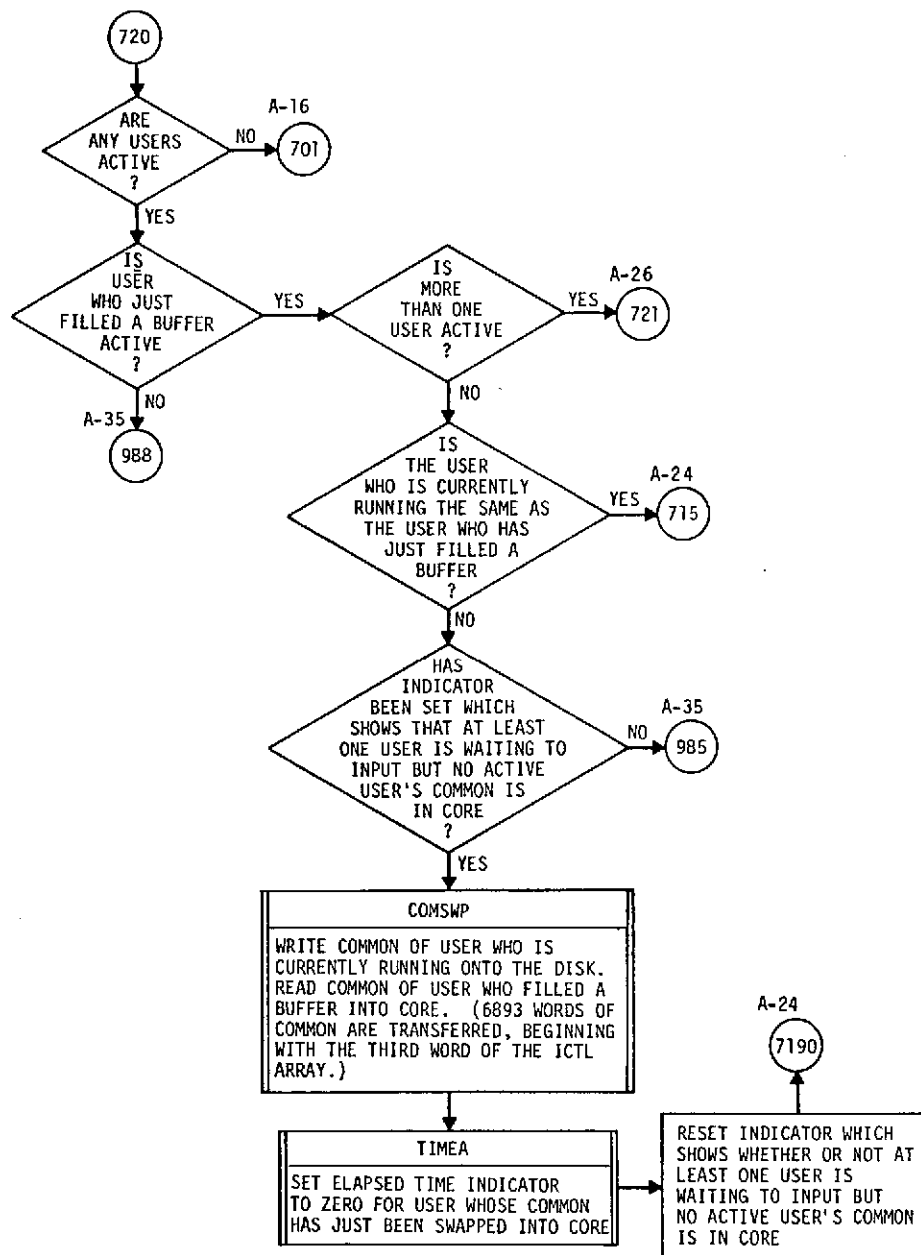 720
ARE
ANY USERS
ACTIVE
?
NO
A-16
701
YES
IS
USER
WHO JUST
FILLED A BUFFER
ACTIVE
?
YES
NO
A-35
988
IS
MORE
THAN ONE
USER ACTIVE
?
YES
A-26
721
NO
IS
THE USER
WHO IS CURRENTLY
RUNNING THE SAME AS
THE USER WHO HAS
JUST FILLED A
BUFFER
?
YES
A-24
715
NO
HAS
INDICATOR
BEEN SET WHICH
SHOWS THAT AT LEAST
ONE USER IS WAITING TO
INPUT BUT NO ACTIVE
USER'S COMMON IS
IN CORE
?
NO
A-35
985
YES
COMSWP
WRITE COMMON OF USER WHO IS
CURRENTLY RUNNING ONTO THE DISK.
READ COMMON OF USER WHO FILLED A
BUFFER INTO CORE. (6893 WORDS OF
COMMON ARE TRANSFERRED, BEGINNING
WITH THE THIRD WORD OF THE ICTL
ARRAY.)
TIMEA
SET ELAPSED TIME INDICATOR
TO ZERO FOR USER WHOSE COMMON
HAS JUST BEEN SWAPPED INTO CORE
A-24
7190
RESET INDICATOR WHICH
SHOWS WHETHER OR NOT AT
LEAST ONE USER IS
WAITING TO INPUT BUT
NO ACTIVE USER'S COMMON
IS IN CORE